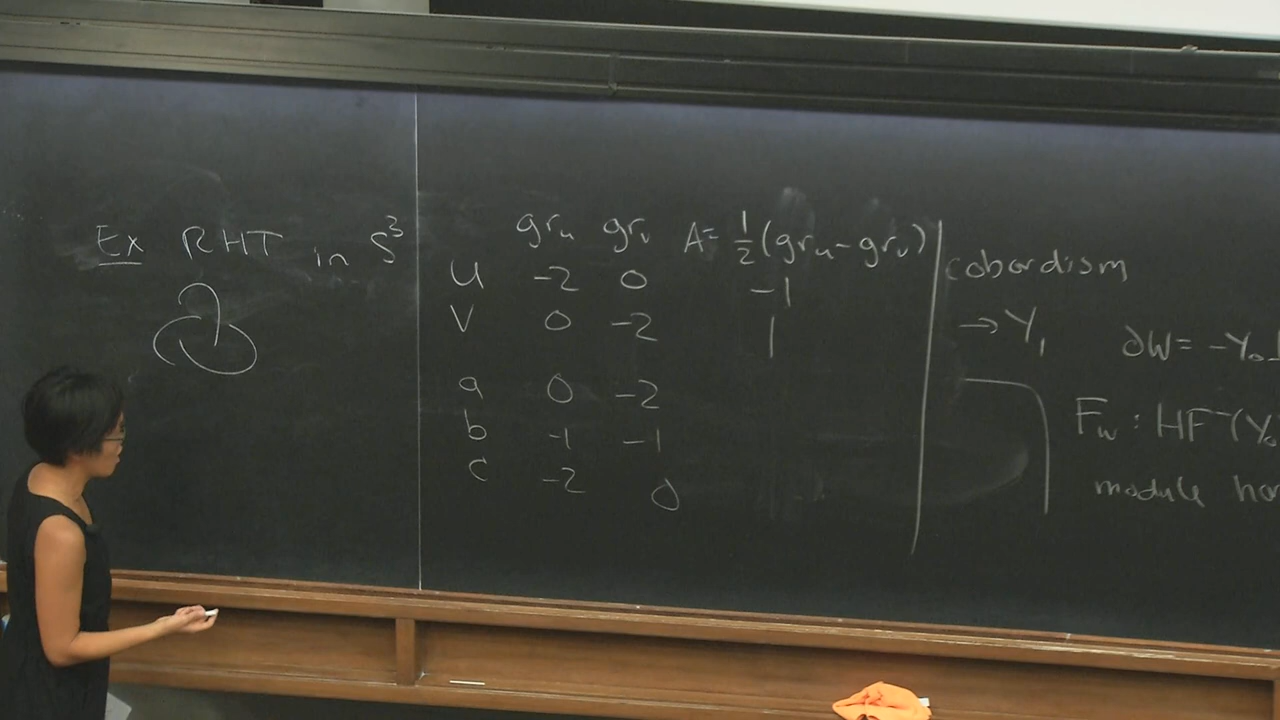 Ex RHT in S³
gr_u gr_v A = 1/2 (gr_u - gr_v)
U -2 0 -1
V 0 -2 1
a 0 -2
b -1 -1
c -2 0
cobordism
→ Y₁ ∂W = -Y₀
F_W : HF⁻(Y₀
module ho